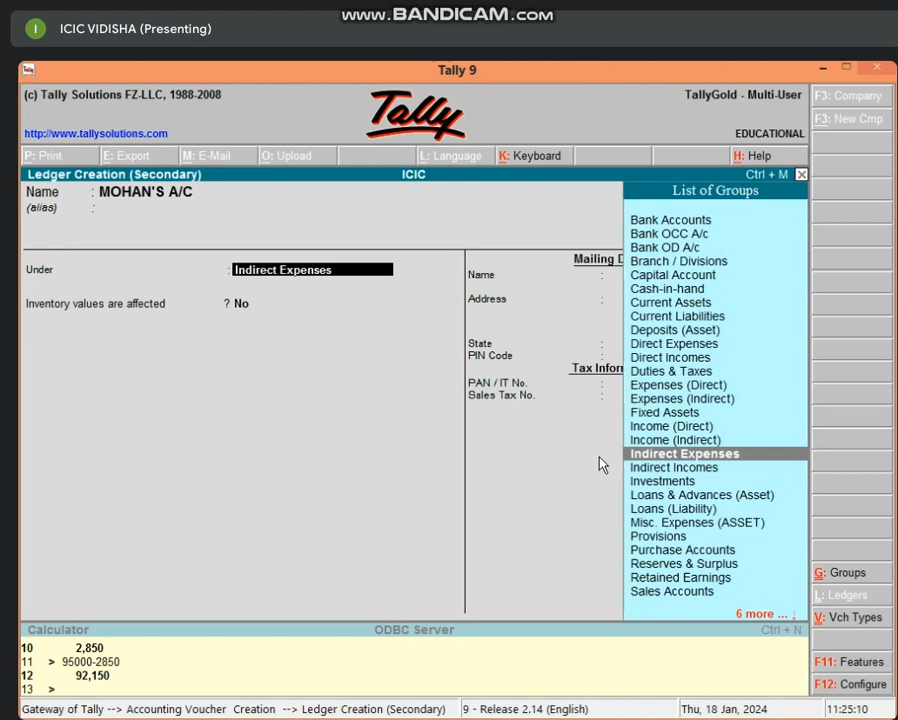 WWW.BANDICAM.COM
I ICIC VIDISHA (Presenting)
Tally 9
(c) Tally Solutions FZ-LLC, 1988-2008
TallyGold - Multi-User
Tally
http://www.tallysolutions.com
EDUCATIONAL
P: Print E: Export M: E-Mail O: Upload L: Language K: Keyboard H: Help
Ledger Creation (Secondary) ICIC Ctrl + M
Name : MOHAN'S A/C
(alias) :
Under : Indirect Expenses
Inventory values are affected ? No
Mailing D
Name :
Address :
State :
PIN Code :
Tax Infor
PAN / IT No. :
Sales Tax No. :
List of Groups
Bank Accounts
Bank OCC A/c
Bank OD A/c
Branch / Divisions
Capital Account
Cash-in-hand
Current Assets
Current Liabilities
Deposits (Asset)
Direct Expenses
Direct Incomes
Duties & Taxes
Expenses (Direct)
Expenses (Indirect)
Fixed Assets
Income (Direct)
Income (Indirect)
Indirect Expenses
Indirect Incomes
Investments
Loans & Advances (Asset)
Loans (Liability)
Misc. Expenses (ASSET)
Provisions
Purchase Accounts
Reserves & Surplus
Retained Earnings
Sales Accounts
6 more ... ↓
F3: Company
F3: New Cmp
G: Groups
L: Ledgers
V: Vch Types
F11: Features
F12: Configure
Calculator ODBC Server Ctrl + N
10 2,850
11 > 95000-2850
12 92,150
13 >
Gateway of Tally --> Accounting Voucher Creation --> Ledger Creation (Secondary) 9 - Release 2.14 (English) Thu, 18 Jan, 2024 11:25:10